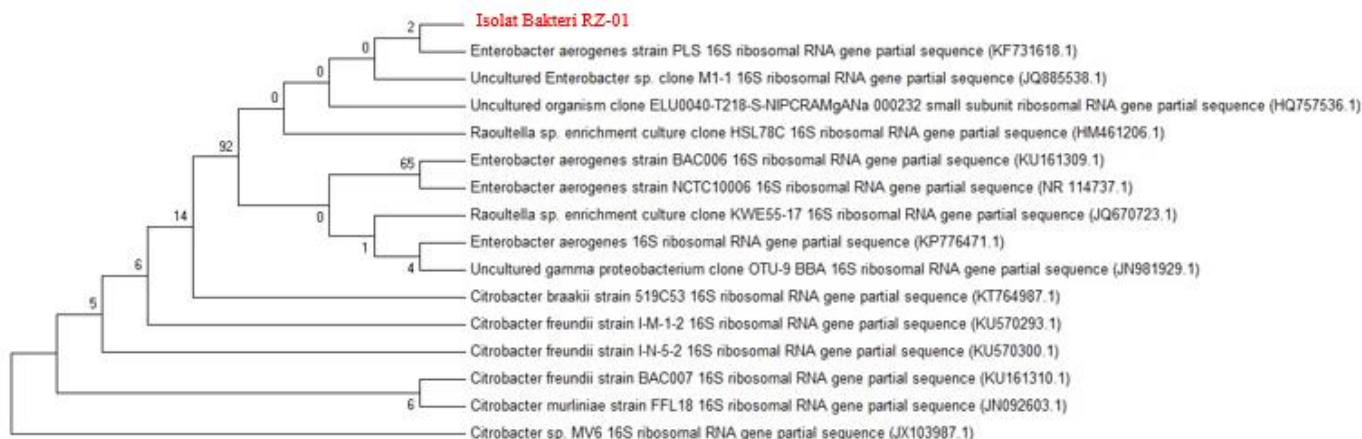 Isolat Bakteri RZ-01
2
Enterobacter aerogenes strain PLS 16S ribosomal RNA gene partial sequence (KF731618.1)
0
Uncultured Enterobacter sp. clone M1-1 16S ribosomal RNA gene partial sequence (JQ885538.1)
0
Uncultured organism clone ELU0040-T218-S-NIPCRAMgANa 000232 small subunit ribosomal RNA gene partial sequence (HQ757536.1)
0
Raoultella sp. enrichment culture clone HSL78C 16S ribosomal RNA gene partial sequence (HM461206.1)
92
Enterobacter aerogenes strain BAC006 16S ribosomal RNA gene partial sequence (KU161309.1)
65
Enterobacter aerogenes strain NCTC10006 16S ribosomal RNA gene partial sequence (NR 114737.1)
0
Raoultella sp. enrichment culture clone KWE55-17 16S ribosomal RNA gene partial sequence (JQ670723.1)
14
Enterobacter aerogenes 16S ribosomal RNA gene partial sequence (KP776471.1)
1
6
4
Uncultured gamma proteobacterium clone OTU-9 BBA 16S ribosomal RNA gene partial sequence (JN981929.1)
Citrobacter braakii strain 519C53 16S ribosomal RNA gene partial sequence (KT764987.1)
5
Citrobacter freundii strain I-M-1-2 16S ribosomal RNA gene partial sequence (KU570293.1)
Citrobacter freundii strain I-N-5-2 16S ribosomal RNA gene partial sequence (KU570300.1)
Citrobacter freundii strain BAC007 16S ribosomal RNA gene partial sequence (KU161310.1)
6
Citrobacter murliniae strain FFL18 16S ribosomal RNA gene partial sequence (JN092603.1)
Citrobacter sp. MV6 16S ribosomal RNA gene partial sequence (JX103987.1)